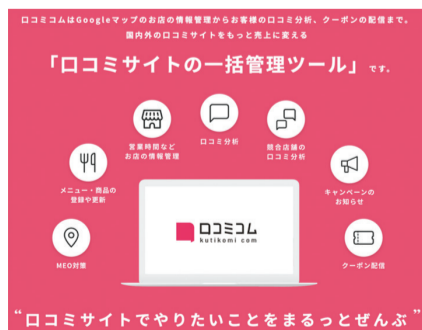 口コミコムはGoogleマップのお店の情報管理からお客様の口コミ分析、クーポンの配信まで。
国内外の口コミサイトをもっと売上に変える
「口コミサイトの一括管理ツール」です。
口コミ分析
営業時間など
お店の情報管理
競合店舗の
口コミ分析
メニュー・商品の
登録や更新
キャンペーンの
お知らせ
口コミコム
kutikomi com
MEO対策
クーポン配信
“口コミサイトでやりたいことをまるっとぜんぶ”